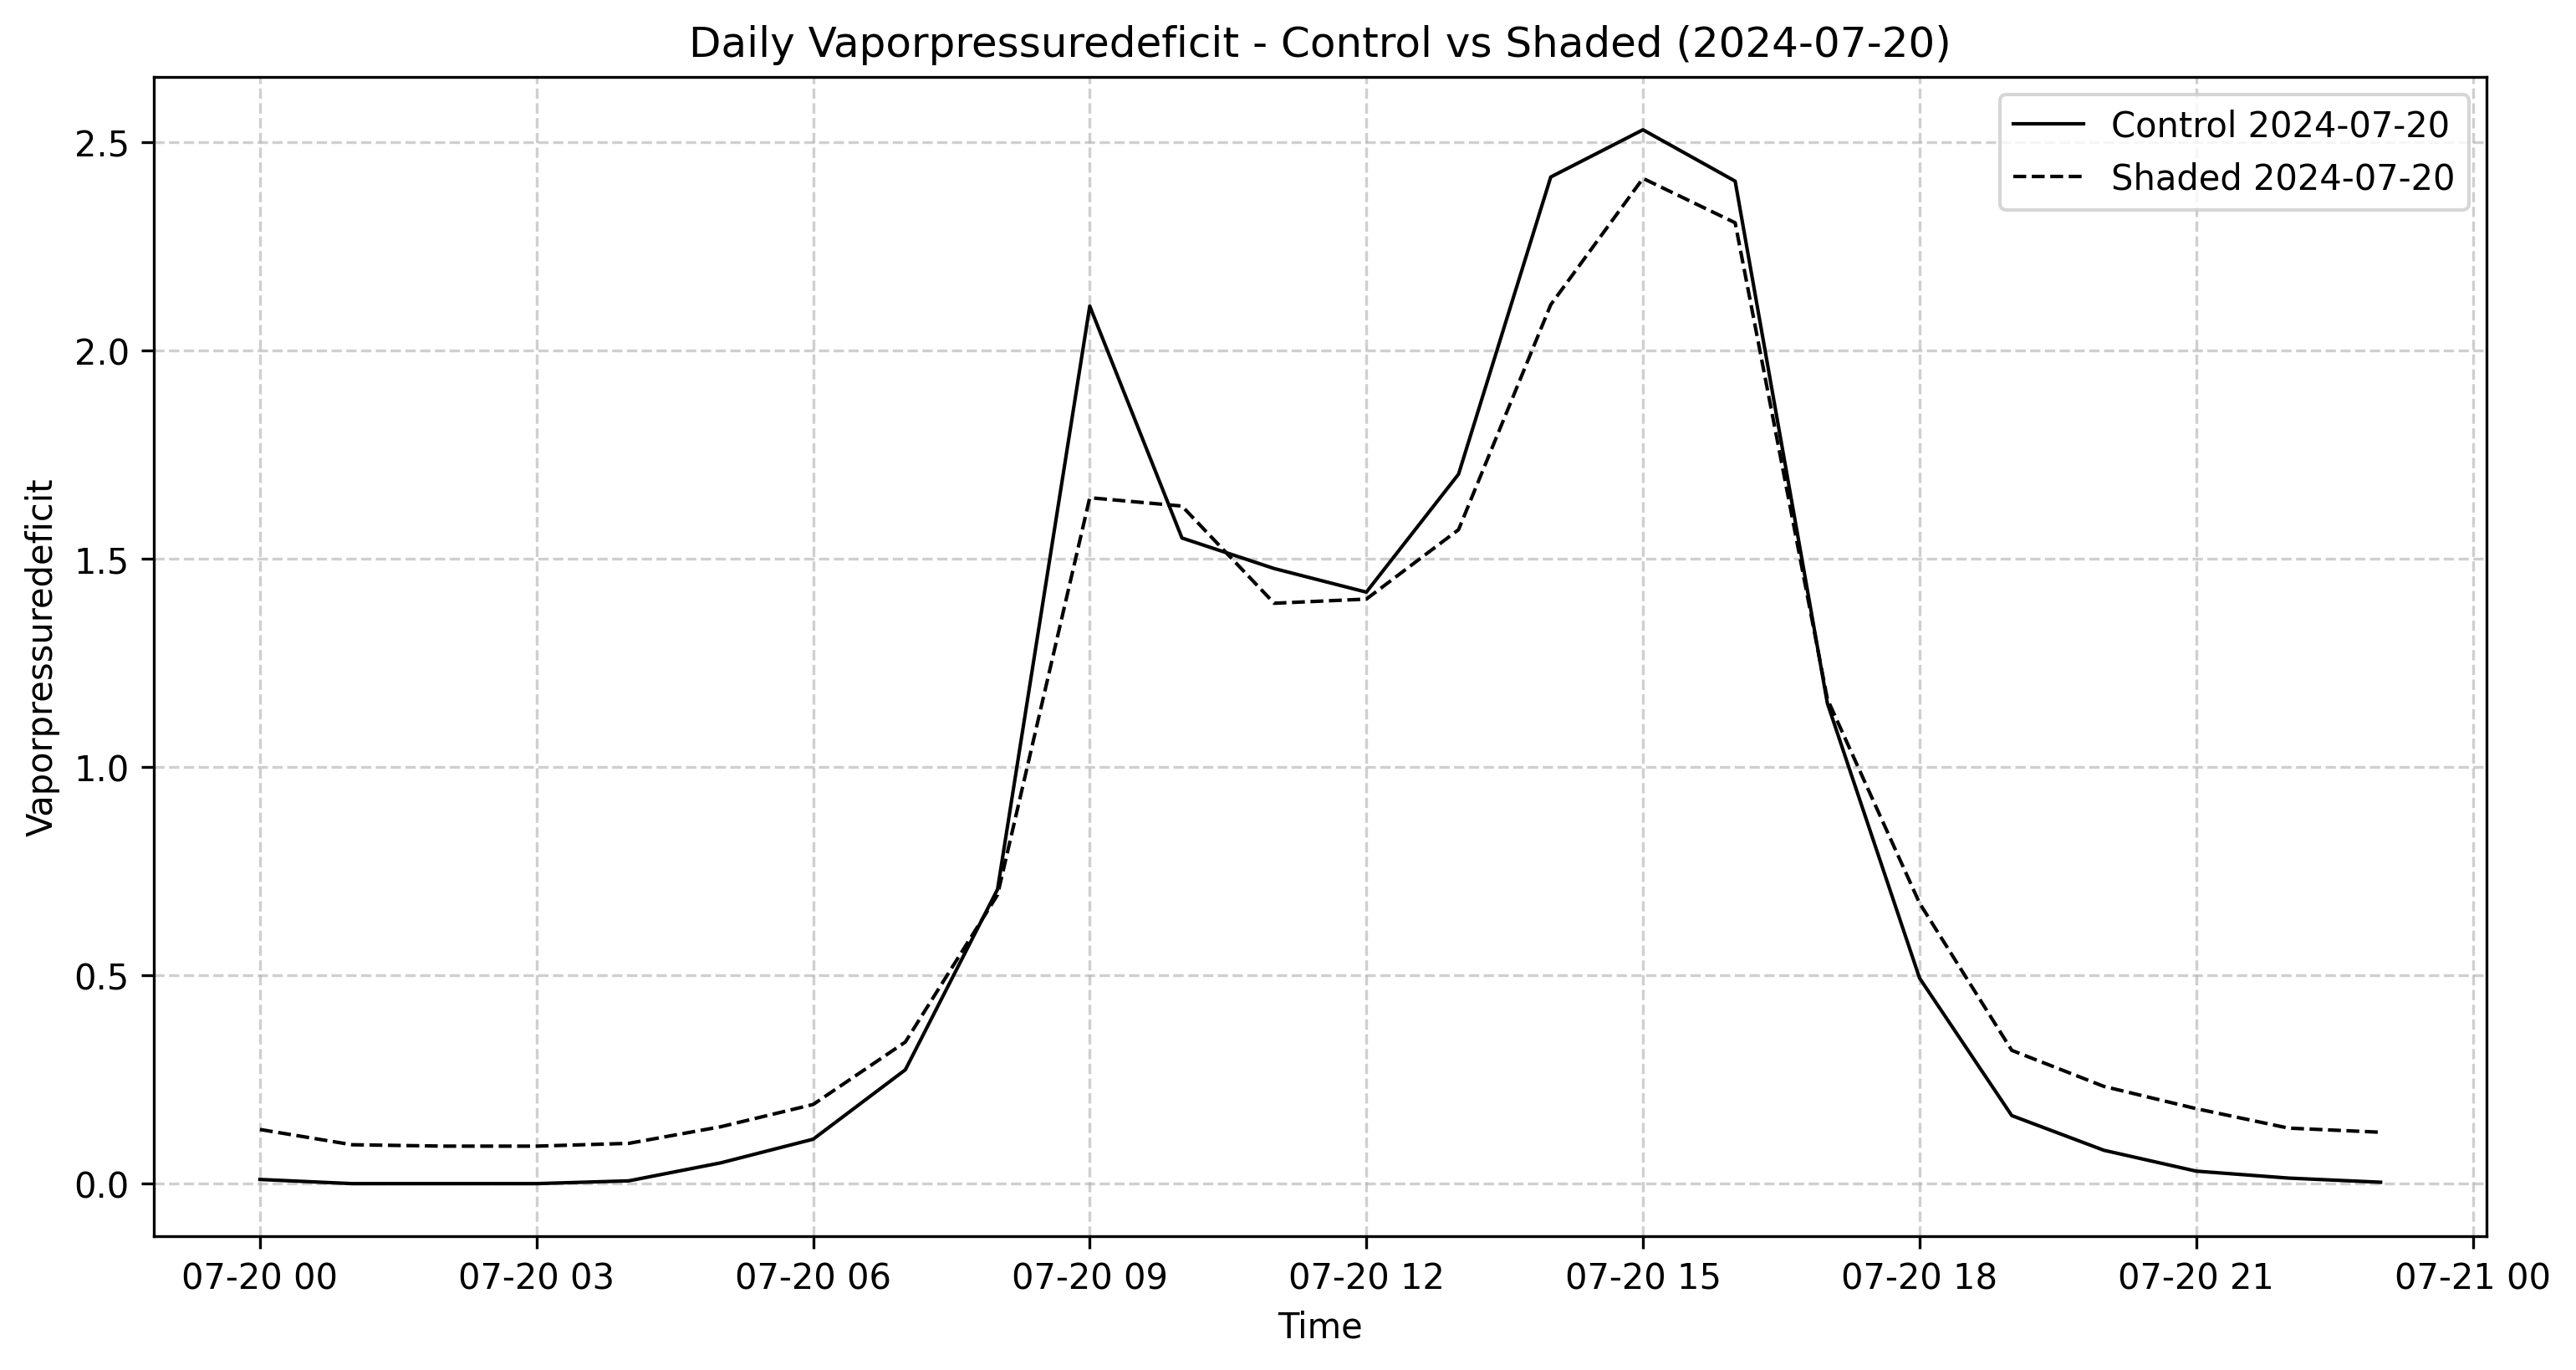 Daily Vaporpressuredeficit - Control vs Shaded (2024-07-20)
Control 2024-07-20
Shaded 2024-07-20
Vaporpressuredeficit
2.5
2.0
1.5
1.0
0.5
0.0
07-20 00 07-20 03 07-20 06 07-20 09 07-20 12 07-20 15 07-20 18 07-20 21 07-21 00
Time